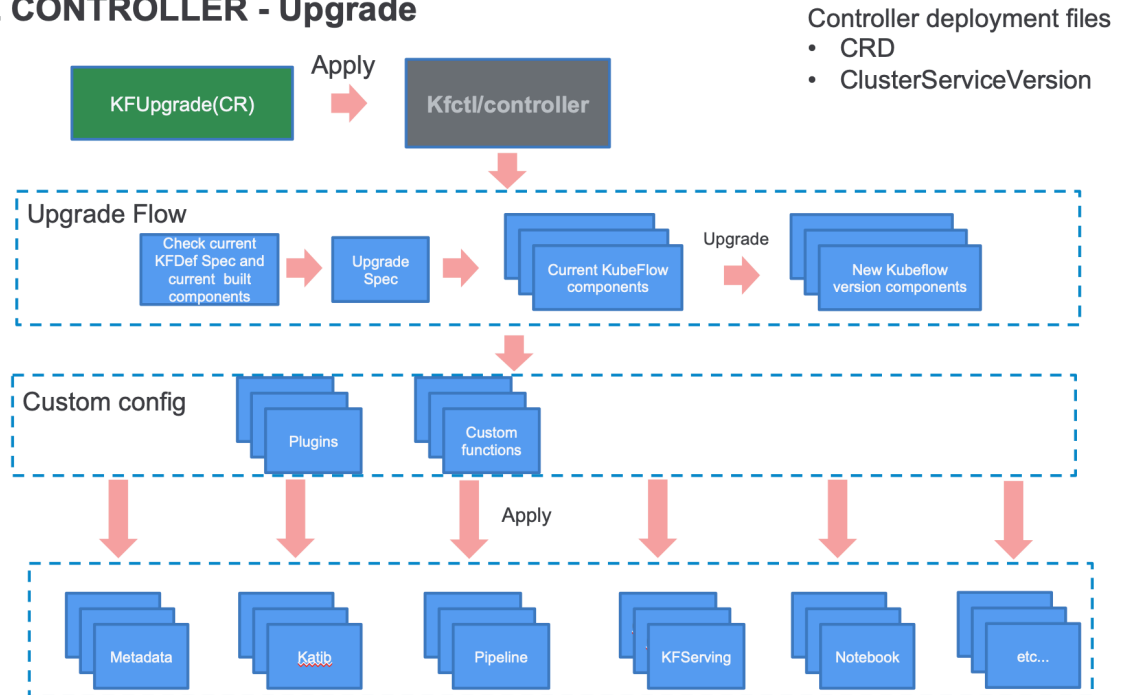 CONTROLLER - Upgrade
Controller deployment files
• CRD
• ClusterServiceVersion
KFUpgrade(CR)
Apply
Kfctl/controller
Upgrade Flow
Check current
KFDef Spec and
current built
components
Upgrade
Spec
Current KubeFlow
components
Upgrade
New Kubeflow
version components
Custom config
Plugins
Custom
functions
Apply
Metadata
Katib
Pipeline
KFServing
Notebook
etc...